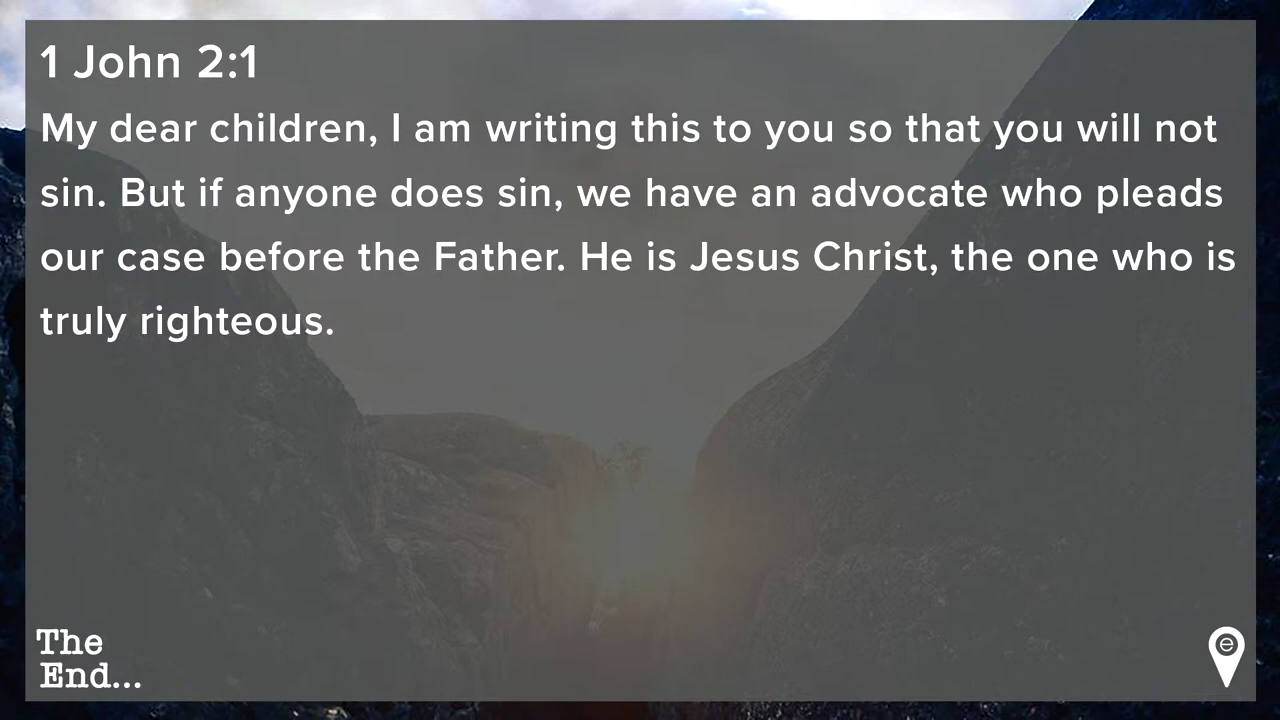 1 John 2:1
My dear children, I am writing this to you so that you will not
sin. But if anyone does sin, we have an advocate who pleads
our case before the Father. He is Jesus Christ, the one who is
truly righteous.
The
End...
e